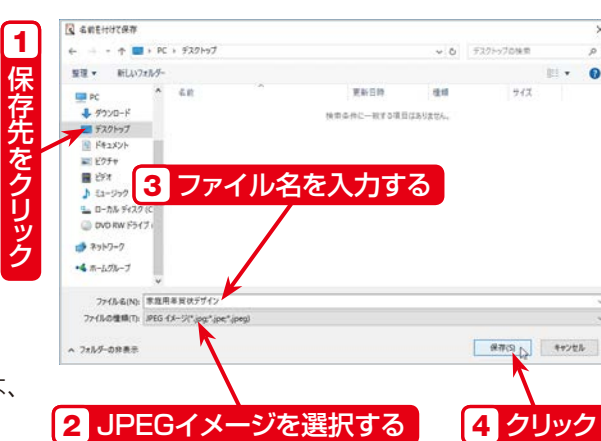 名前を付けて保存
PC › デスクトップ
デスクトップの検索
整理 新しいフォルダー
名前 更新日時 種類 サイズ
検索条件に一致する項目はありません。
PC
ダウンロード
デスクトップ
ドキュメント
ピクチャ
ビデオ
ミュージック
ローカル ディスク (C
DVD RW ドライブ (
ネットワーク
ホームグループ
1 保存先をクリック
3 ファイル名を入力する
ファイル名(N): 家庭用年賀状デザイン
ファイルの種類(T): JPEG イメージ(*.jpg;*.jpe;*.jpeg)
フォルダーの非表示
保存(S) キャンセル
は、
2 JPEGイメージを選択する
4 クリック